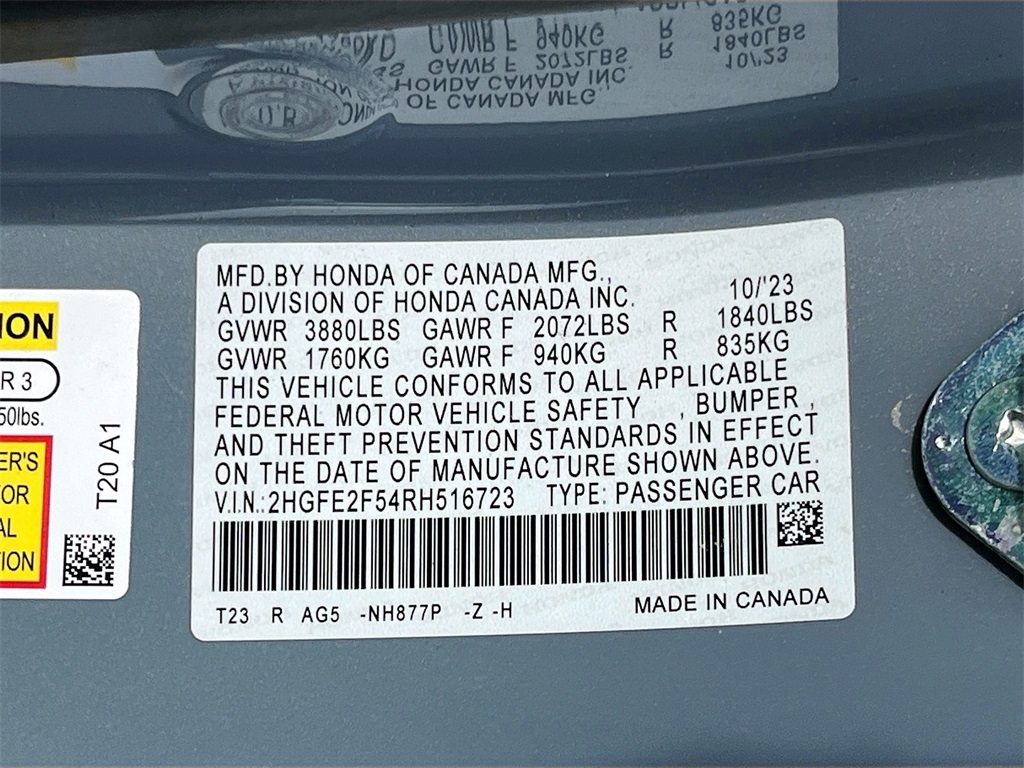 MFD.BY HONDA OF CANADA MFG.,
A DIVISION OF HONDA CANADA INC. 10/'23
GVWR 3880LBS GAWR F 2072LBS R 1840LBS
GVWR 1760KG GAWR F 940KG R 835KG
THIS VEHICLE CONFORMS TO ALL APPLICABLE
FEDERAL MOTOR VEHICLE SAFETY , BUMPER ,
AND THEFT PREVENTION STANDARDS IN EFFECT
ON THE DATE OF MANUFACTURE SHOWN ABOVE.
V.I.N.:2HGFE2F54RH516723 TYPE: PASSENGER CAR
T23 R AG5 -NH877P -Z -H MADE IN CANADA
R 3
50lbs.
T20 A1